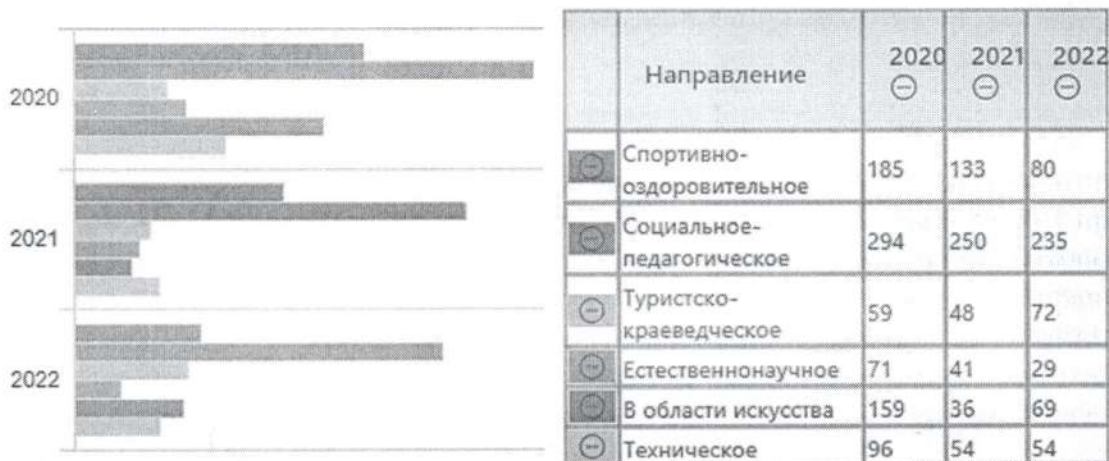 2020
2021
2022
Направление 2020 2021 2022
Спортивно-
оздоровительное 185 133 80
Социальное-
педагогическое 294 250 235
Туристско-
краеведческое 59 48 72
Естественнонаучное 71 41 29
В области искусства 159 36 69
Техническое 96 54 54